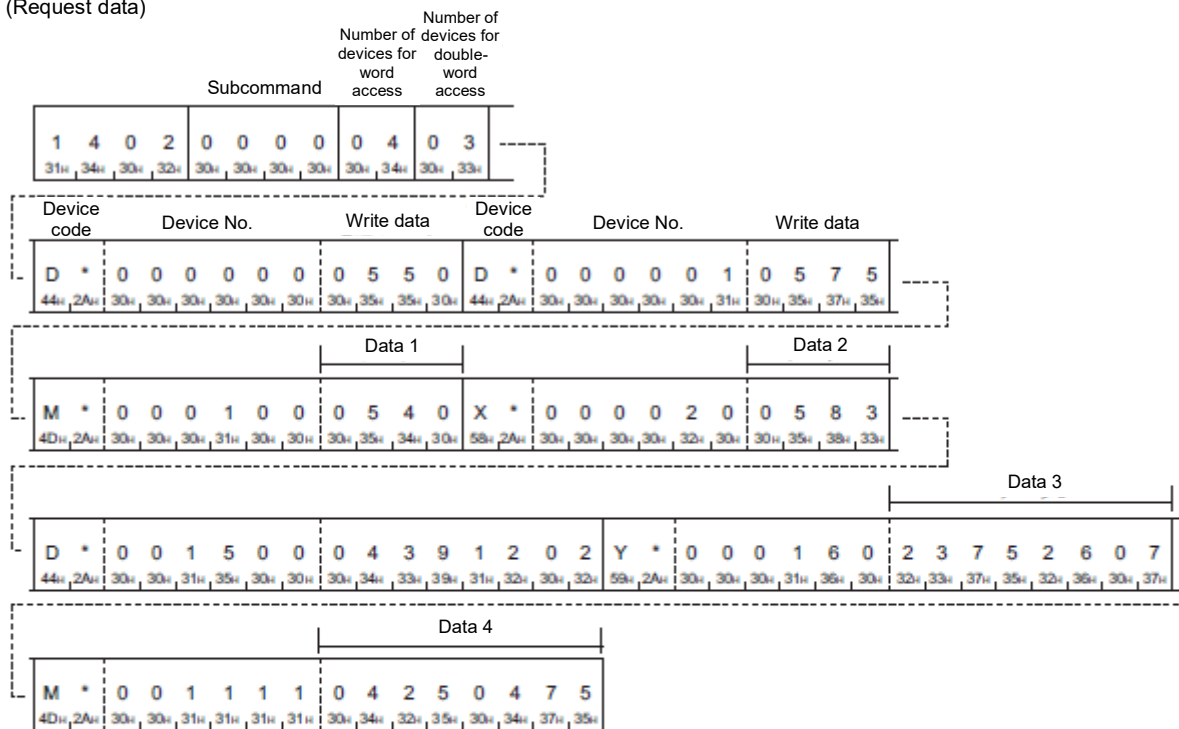 (Request data)
Number of devices for word access
Number of devices for double-word access
Subcommand
1 4 0 2 0 0 0 0 0 4 0 3
31H 34H 30H 32H 30H 30H 30H 30H 30H 34H 30H 33H
Device code Device No. Write data Device code Device No. Write data
D * 0 0 0 0 0 0 0 5 5 0 D * 0 0 0 0 0 1 0 5 7 5
44H 2AH 30H 30H 30H 30H 30H 30H 30H 35H 35H 30H 44H 2AH 30H 30H 30H 30H 30H 31H 30H 35H 37H 35H
Data 1 Data 2
M * 0 0 0 1 0 0 0 5 4 0 X * 0 0 0 0 2 0 0 5 8 3
4DH 2AH 30H 30H 30H 31H 30H 30H 30H 35H 34H 30H 58H 2AH 30H 30H 30H 30H 32H 30H 30H 35H 38H 33H
Data 3
D * 0 0 1 5 0 0 0 4 3 9 1 2 0 2 Y * 0 0 0 1 6 0 2 3 7 5 2 6 0 7
44H 2AH 30H 30H 31H 35H 30H 30H 30H 34H 33H 39H 31H 32H 30H 32H 59H 2AH 30H 30H 30H 31H 36H 30H 32H 33H 37H 35H 32H 36H 30H 37H
Data 4
M * 0 0 1 1 1 1 0 4 2 5 0 4 7 5
4DH 2AH 30H 30H 31H 31H 31H 31H 30H 34H 32H 35H 30H 34H 37H 35H